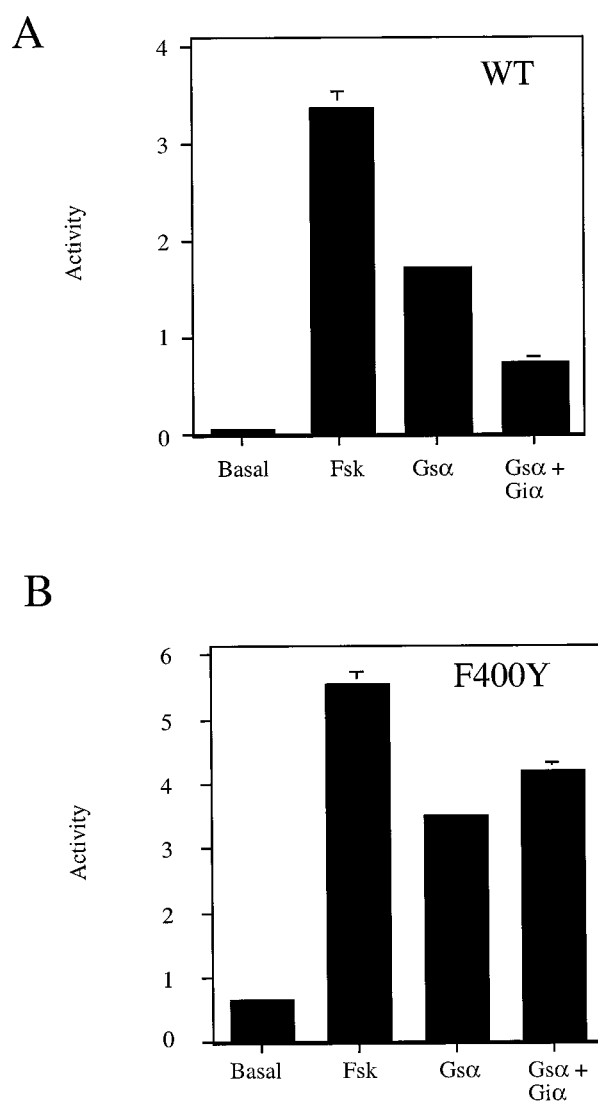 A
WT
4
3
2
1
0
Activity
Basal
Fsk
Gsα
Gsα +
Giα
B
F400Y
6
5
4
3
2
1
0
Activity
Basal
Fsk
Gsα
Gsα +
Giα